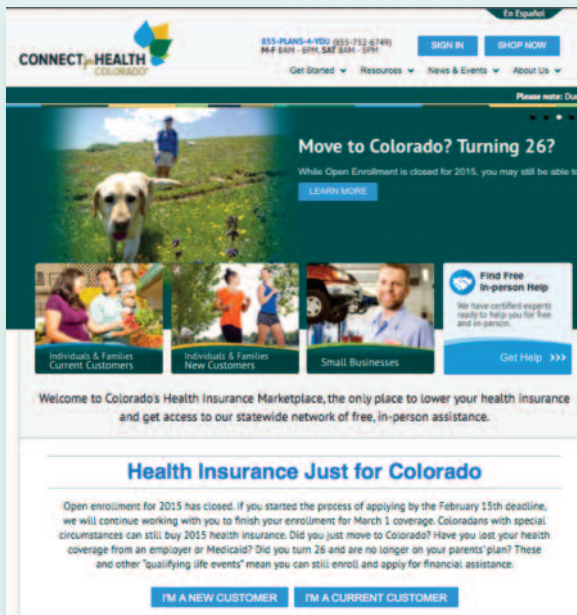 En Español
CONNECT for HEALTH
COLORADO
855-PLANS-4-YOU (855-752-6749)
M-F 8AM - 6PM, SAT 8AM - 5PM
SIGN IN
SHOP NOW
Get Started
Resources
News & Events
About Us
Please note: Du
Move to Colorado? Turning 26?
While Open Enrollment is closed for 2015, you may still be able to
LEARN MORE
Individuals & Families
Current Customers
Individuals & Families
New Customers
Small Businesses
Find Free
In-person Help
We have certified experts
ready to help you for free
and in-person.
Get Help >>>
Welcome to Colorado's Health Insurance Marketplace, the only place to lower your health insurance
and get access to our statewide network of free, in-person assistance.
Health Insurance Just for Colorado
Open enrollment for 2015 has closed. If you started the process of applying by the February 15th deadline,
we will continue working with you to finish your enrollment for March 1 coverage. Coloradans with special
circumstances can still buy 2015 health insurance. Did you just move to Colorado? Have you lost your health
coverage from an employer or Medicaid? Did you turn 26 and are no longer on your parents' plan? These
and other "qualifying life events" mean you can still enroll and apply for financial assistance.
I'M A NEW CUSTOMER
I'M A CURRENT CUSTOMER